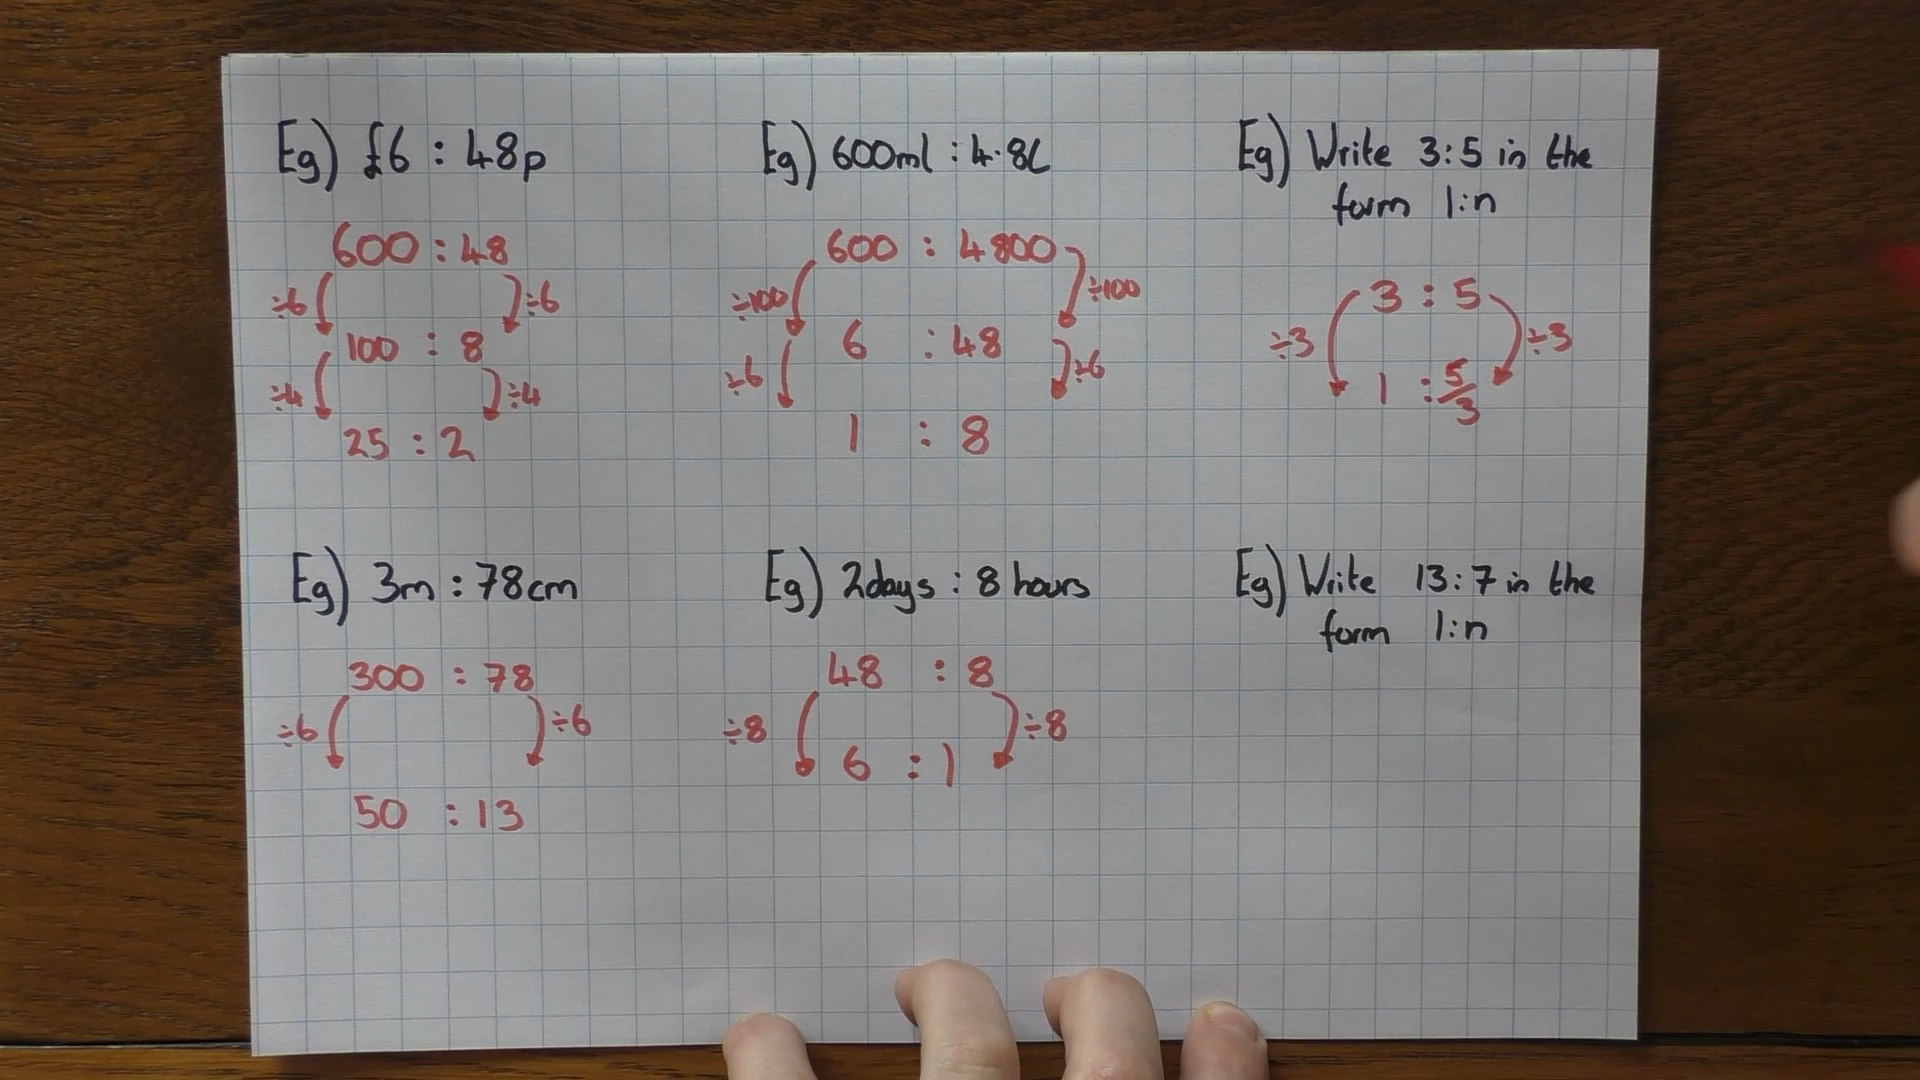 Eg) £6 : 48p
600 : 48
÷6 ÷6
100 : 8
÷4 ÷4
25 : 2
Eg) 600ml : 4.8L
600 : 4800
÷100 ÷100
6 : 48
÷6 ÷6
1 : 8
Eg) Write 3:5 in the
form 1:n
3 : 5
÷3 ÷3
1 : 5/3
Eg) 3m : 78cm
300 : 78
÷6 ÷6
50 : 13
Eg) 2days : 8 hours
48 : 8
÷8 ÷8
6 : 1
Eg) Write 13:7 in the
form 1:n